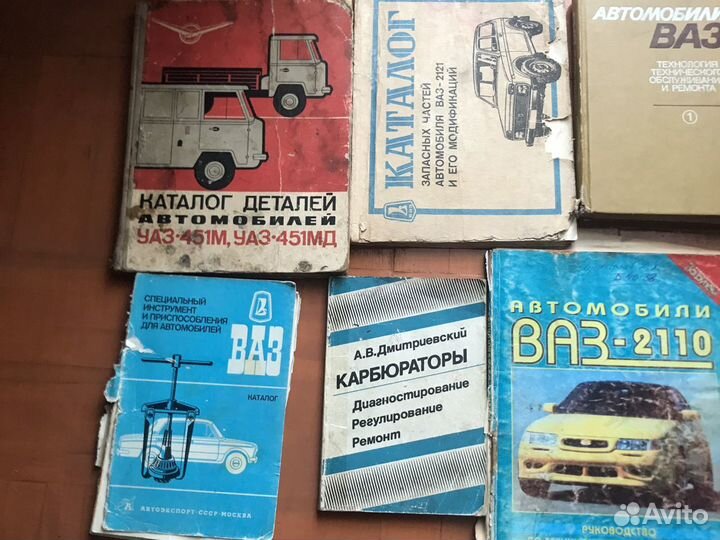 КАТАЛОГ ДЕТАЛЕЙ
АВТОМОБИЛЕЙ
УАЗ-451М, УАЗ-451МД
КАТАЛОГ
ЗАПАСНЫХ ЧАСТЕЙ
АВТОМОБИЛЯ ВАЗ-2121
И ЕГО МОДИФИКАЦИЙ
АВТОМОБИЛИ
ВАЗ
ТЕХНОЛОГИЯ
ТЕХНИЧЕСКОГО
ОБСЛУЖИВАНИ
И РЕМОНТА
1
СПЕЦИАЛЬНЫЙ
ИНСТРУМЕНТ
И ПРИСПОСОБЛЕНИЯ
ДЛЯ АВТОМОБИЛЕЙ
ВАЗ
КАТАЛОГ
АВТОЭКСПОРТ·СССР·МОСКВА
А.В.Дмитриевский
КАРБЮРАТОРЫ
Диагностирование
Регулирование
Ремонт
АВТОМОБИЛИ
ВАЗ-2110
РУКОВОДСТВО
Avito